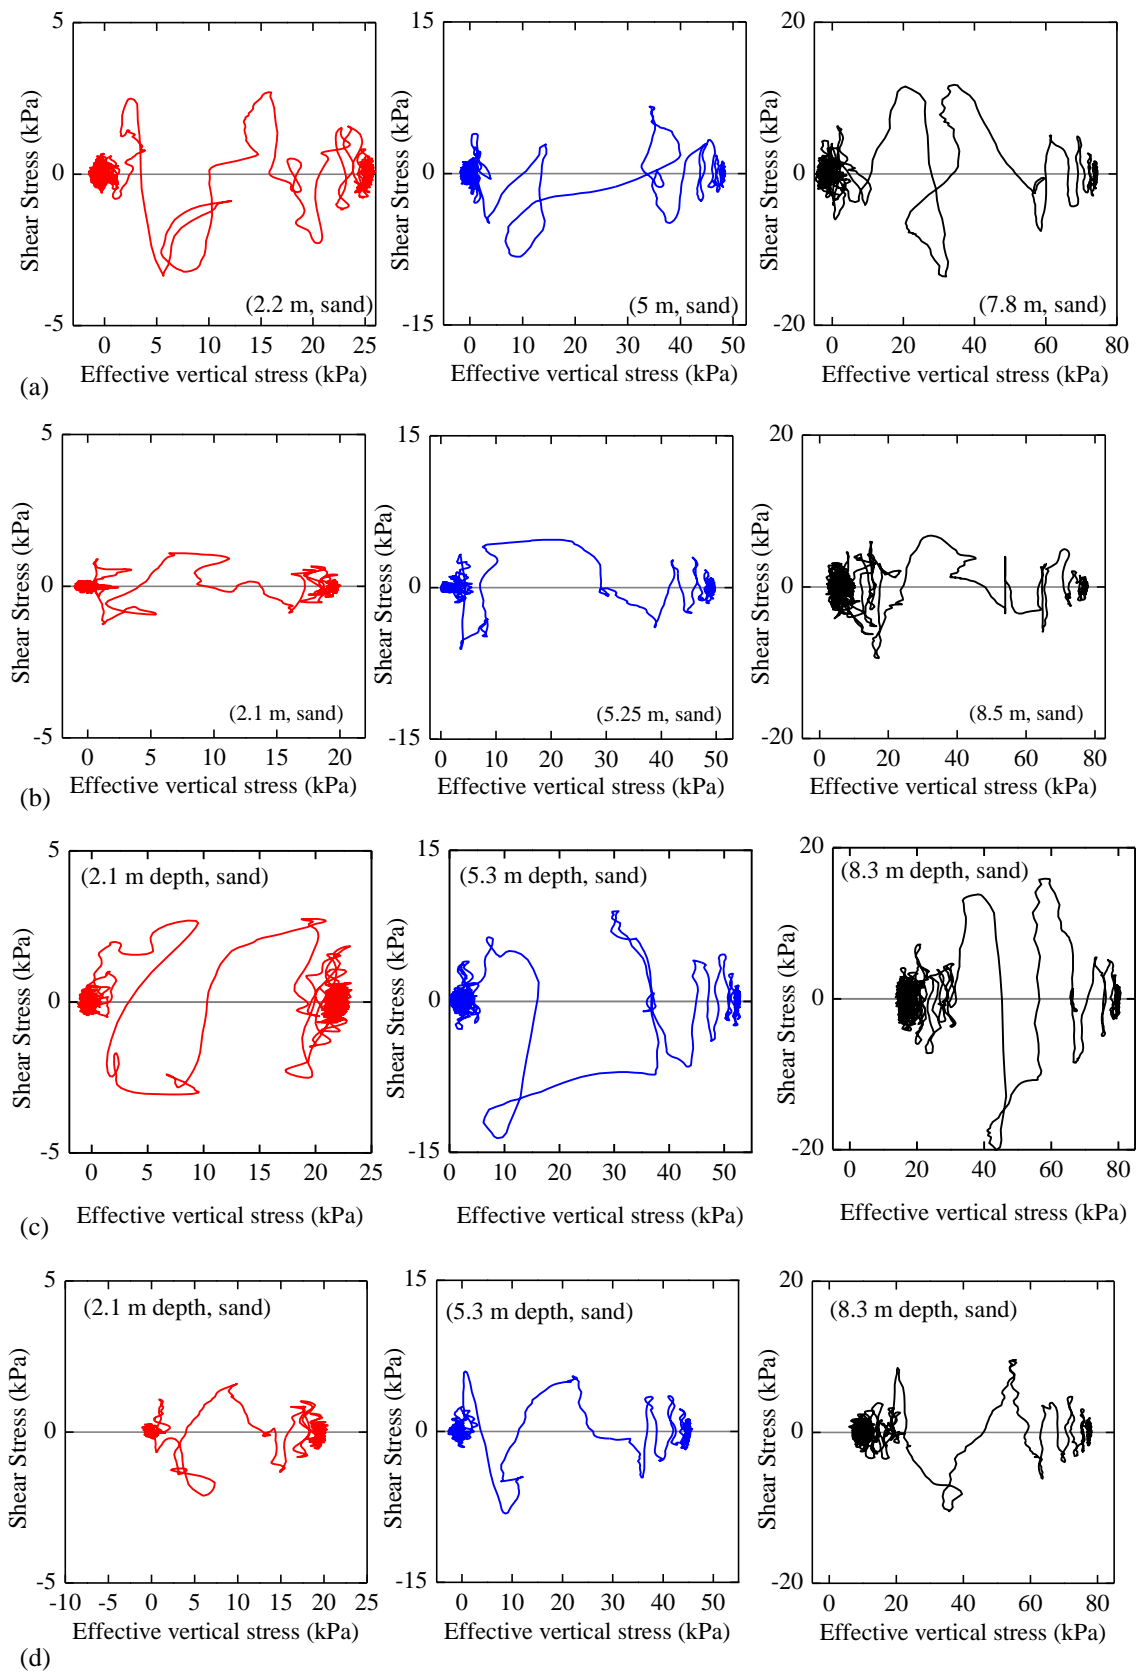 5
0
-5
Shear Stress (kPa)
(2.2 m, sand)
0 5 10 15 20 25
Effective vertical stress (kPa)
15
0
-15
Shear Stress (kPa)
(5 m, sand)
0 10 20 30 40 50
Effective vertical stress (kPa)
20
0
-20
Shear Stress (kPa)
(7.8 m, sand)
0 20 40 60 80
Effective vertical stress (kPa)
(a)
5
0
-5
Shear Stress (kPa)
(2.1 m, sand)
0 5 10 15 20
Effective vertical stress (kPa)
15
0
-15
Shear Stress (kPa)
(5.25 m, sand)
0 10 20 30 40 50
Effective vertical stress (kPa)
20
0
-20
Shear Stress (kPa)
(8.5 m, sand)
0 20 40 60 80
Effective vertical stress (kPa)
(b)
5
0
-5
Shear Stress (kPa)
(2.1 m depth, sand)
0 5 10 15 20 25
Effective vertical stress (kPa)
15
0
-15
Shear Stress (kPa)
(5.3 m depth, sand)
0 10 20 30 40 50
Effective vertical stress (kPa)
20
0
-20
Shear Stress (kPa)
(8.3 m depth, sand)
0 20 40 60 80
Effective vertical stress (kPa)
(c)
5
0
-5
Shear Stress (kPa)
(2.1 m depth, sand)
-10 -5 0 5 10 15 20 25
Effective vertical stress (kPa)
15
0
-15
Shear Stress (kPa)
(5.3 m depth, sand)
0 10 20 30 40 50
Effective vertical stress (kPa)
20
0
-20
Shear Stress (kPa)
(8.3 m depth, sand)
0 20 40 60 80
Effective vertical stress (kPa)
(d)